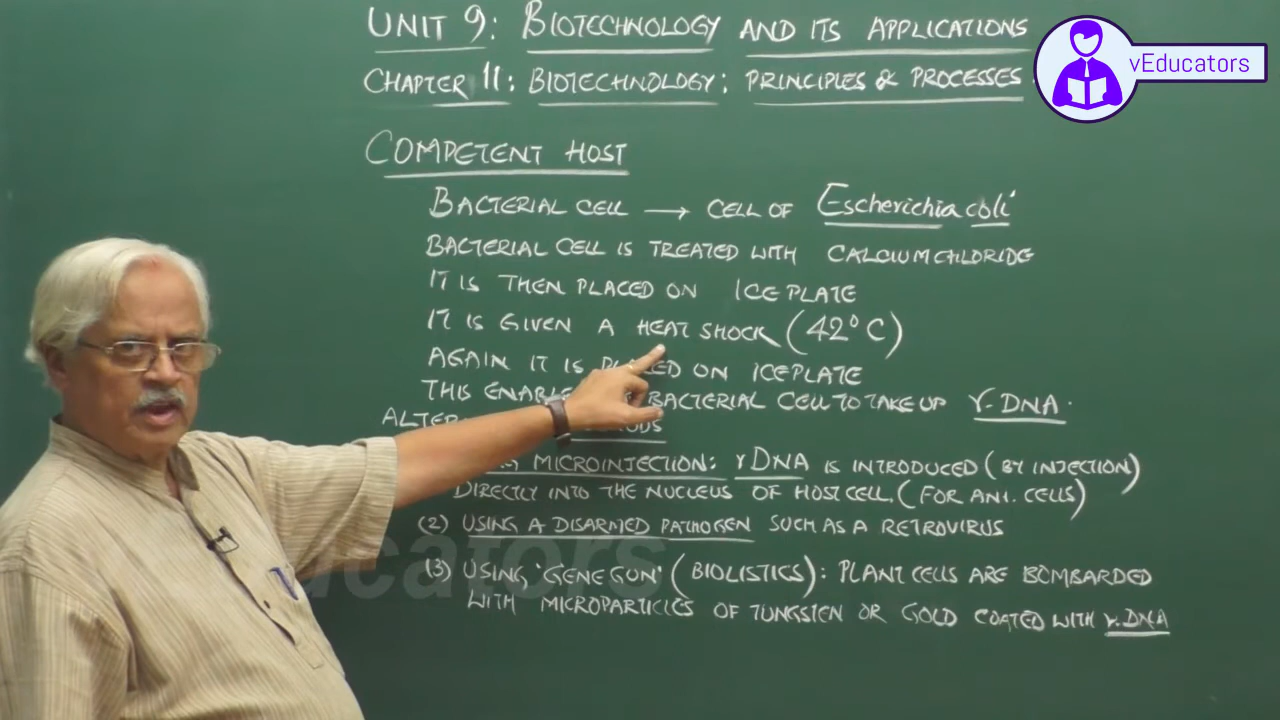 UNIT 9: BIOTECHNOLOGY AND ITS APPLICATIONS
vEducators
CHAPTER 11: BIOTECHNOLOGY: PRINCIPLES & PROCESSES
COMPETENT HOST
BACTERIAL CELL → CELL OF Escherichia coli
BACTERIAL CELL IS TREATED WITH CALCIUM CHLORIDE
IT IS THEN PLACED ON ICE PLATE
IT IS GIVEN A HEAT SHOCK (42°C)
AGAIN IT IS PLACED ON ICEPLATE
THIS BACTERIAL CELL TO TAKE UP r-DNA.
MICROINJECTION: rDNA IS INTRODUCED (BY INJECTION)
DIRECTLY INTO THE NUCLEUS OF HOST CELL (FOR ANI. CELLS)
(2) USING A DISARMED PATHOGEN SUCH AS A RETROVIRUS
(3) USING 'GENE GUN' (BIOLISTICS): PLANT CELLS ARE BOMBARDED
WITH MICROPARTICLES OF TUNGSTEN OR GOLD COATED WITH r.DNA